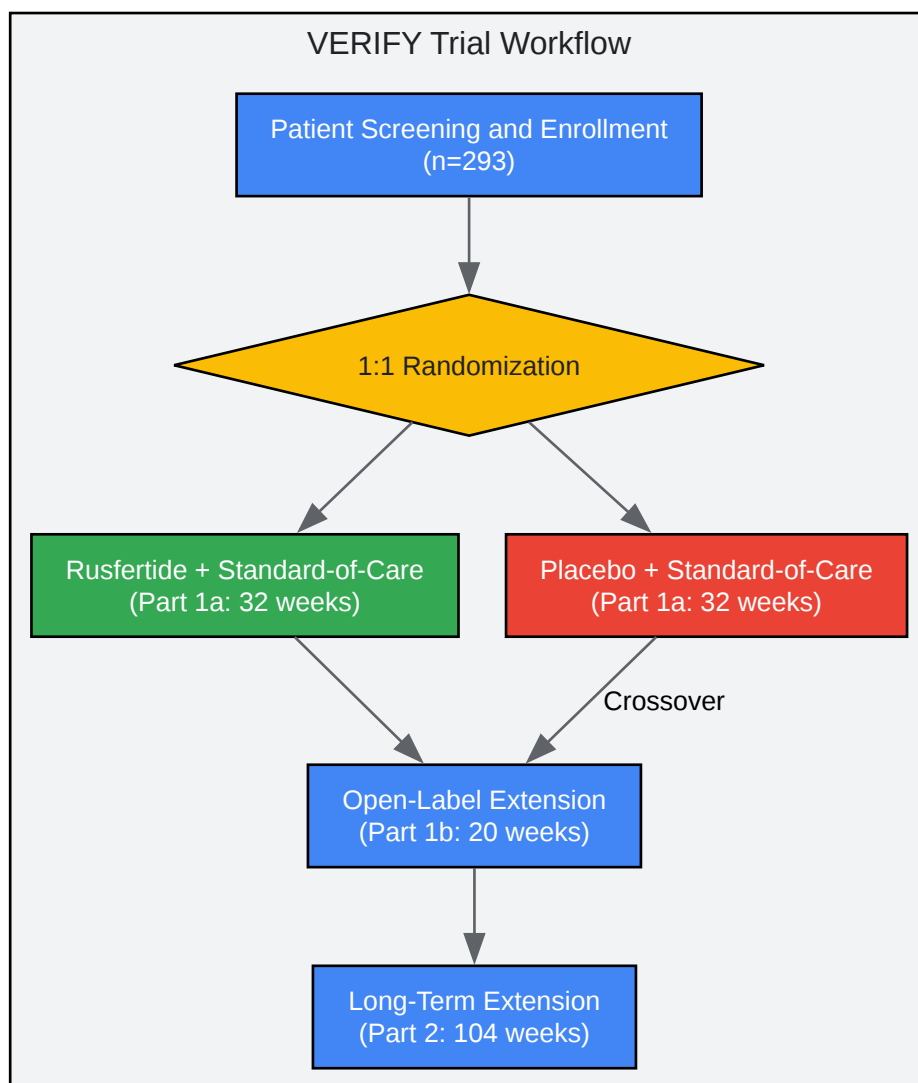 VERIFY Trial Workflow
Patient Screening and Enrollment
(n=293)
1:1 Randomization
Rusfertide + Standard-of-Care
(Part 1a: 32 weeks)
Placebo + Standard-of-Care
(Part 1a: 32 weeks)
Crossover
Open-Label Extension
(Part 1b: 20 weeks)
Long-Term Extension
(Part 2: 104 weeks)